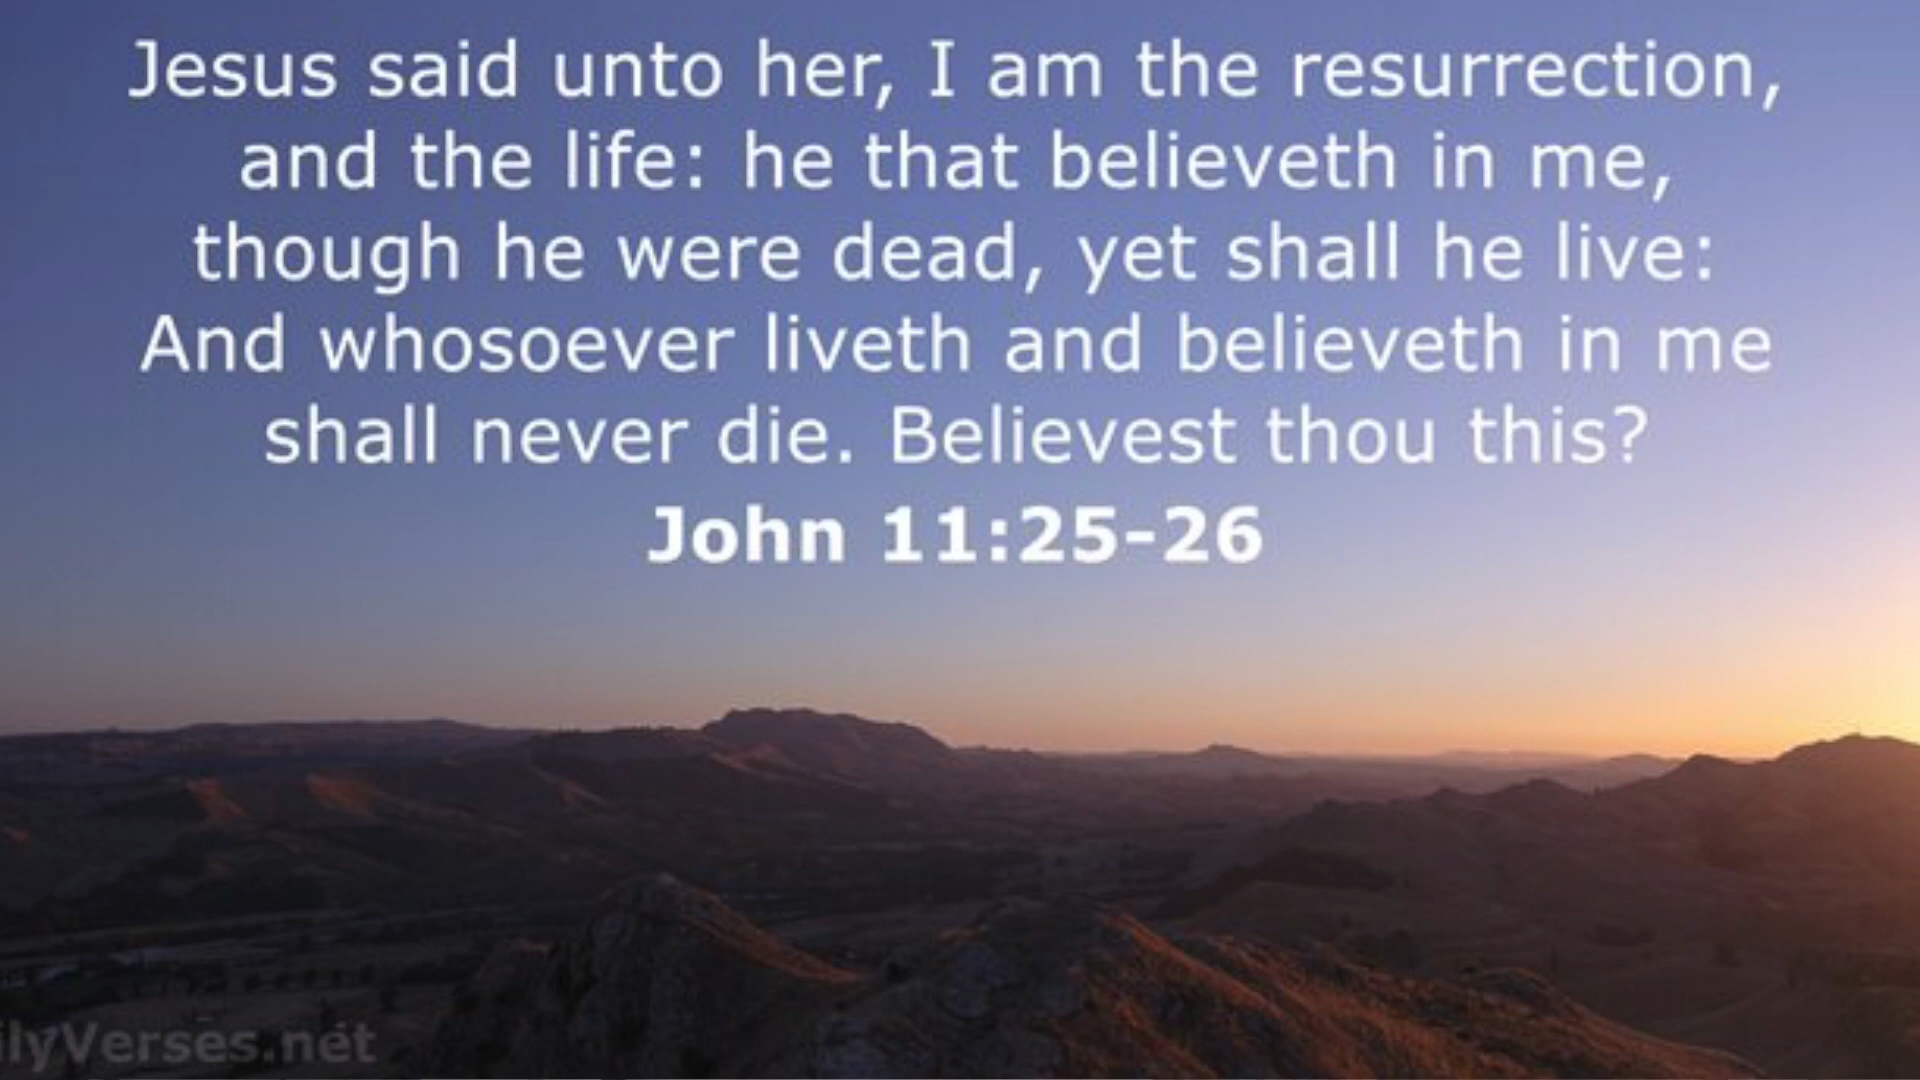 Jesus said unto her, I am the resurrection,
and the life: he that believeth in me,
though he were dead, yet shall he live:
And whosoever liveth and believeth in me
shall never die. Believest thou this?
John 11:25-26
ilyVerses.net